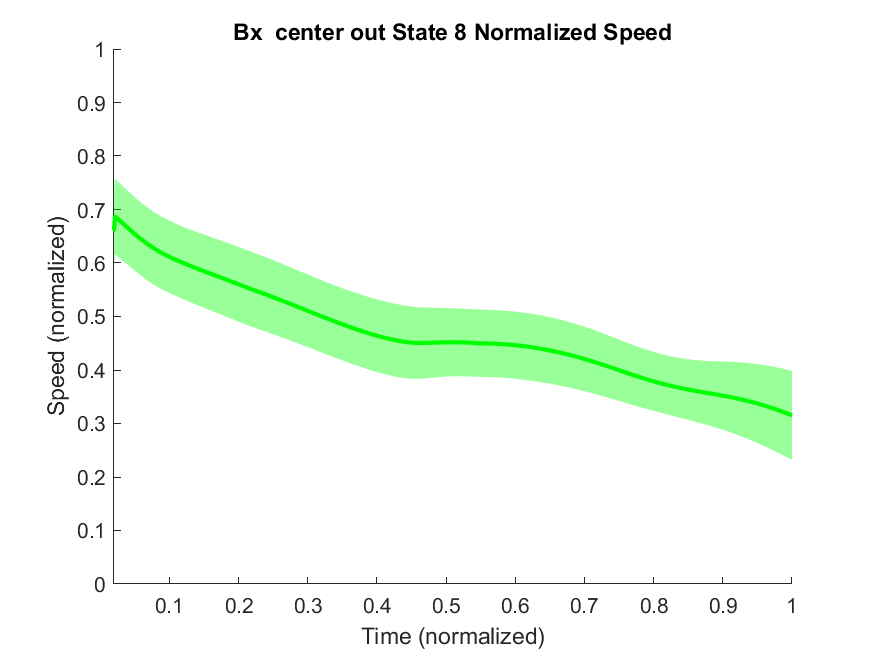 Bx  center out State 8 Normalized Speed
1
0.9
0.8
0.7
0.6
0.5
0.4
0.3
0.2
0.1
0
Speed (normalized)
0.1 0.2 0.3 0.4 0.5 0.6 0.7 0.8 0.9 1
Time (normalized)